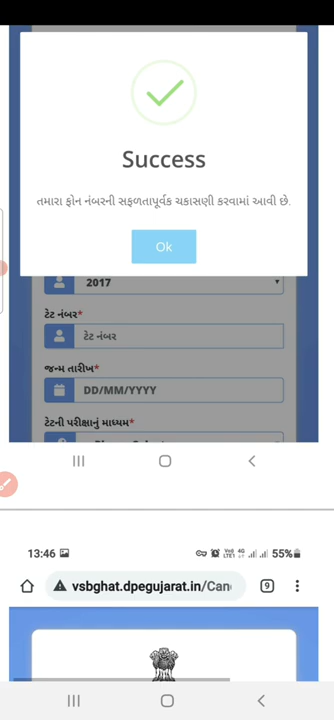 Success
તમારા ફોન નંબરની સફળતાપૂર્વક ચકાસણી કરવામાં આવી છે.
Ok
2017
ટેટ નંબર*
ટેટ નંબર
જન્મ તારીખ*
DD/MM/YYYY
ટેટની પરીક્ષાનું માધ્યમ*
13:46
4G 55%
vsbghat.dpegujarat.in/Can
9